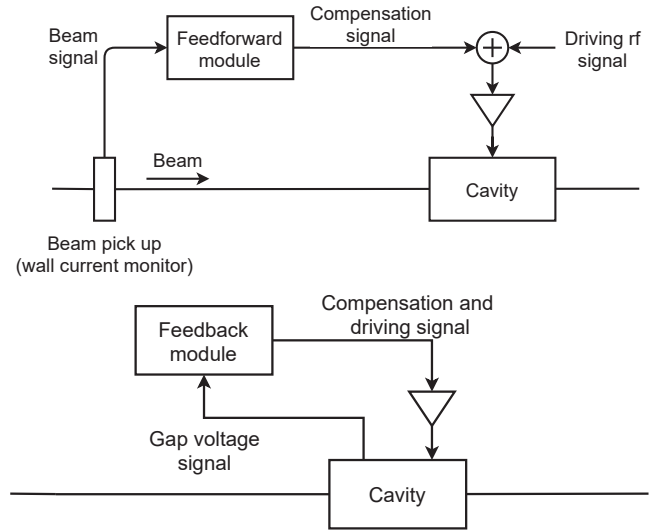 Beam
signal
Feedforward
module
Compensation
signal
Driving rf
signal
Beam
Cavity
Beam pick up
(wall current monitor)
Feedback
module
Compensation and
driving signal
Gap voltage
signal
Cavity